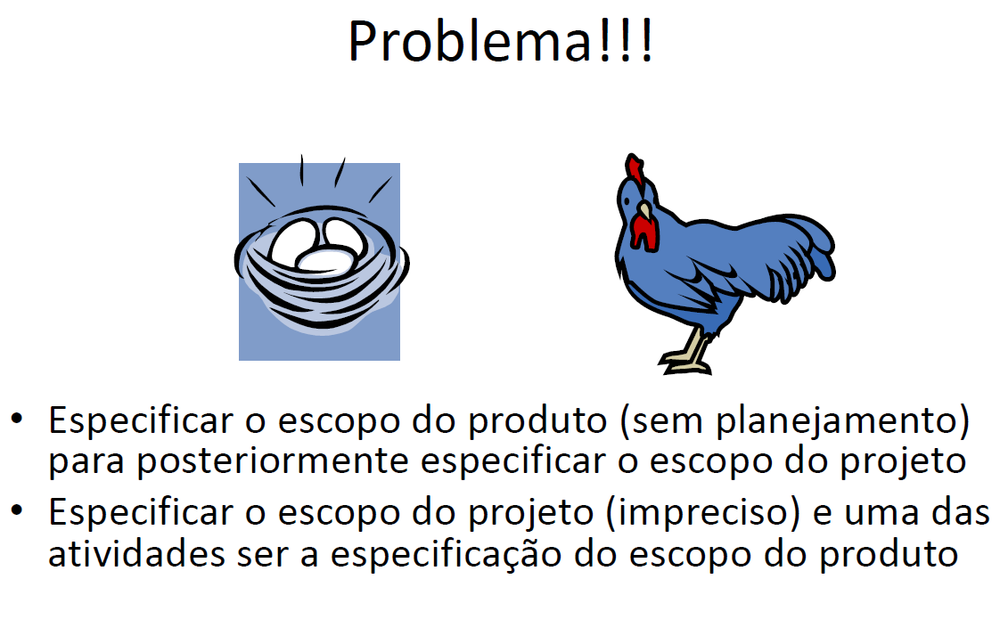 Problema!!!
• Especificar o escopo do produto (sem planejamento)
para posteriormente especificar o escopo do projeto
• Especificar o escopo do projeto (impreciso) e uma das
atividades ser a especificação do escopo do produto